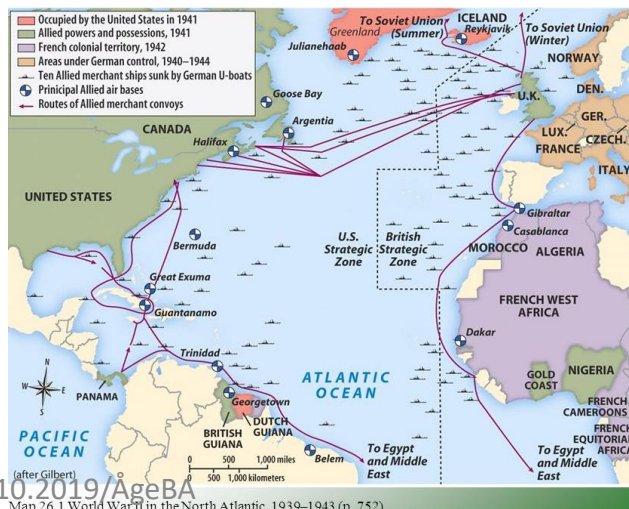 Occupied by the United States in 1941
Allied powers and possessions, 1941
French colonial territory, 1942
Areas under German control, 1940–1944
Ten Allied merchant ships sunk by German U-boats
Prinicipal Allied air bases
Routes of Allied merchant convoys
To Soviet Union
(Summer)
ICELAND
Reykjavik
To Soviet Union
(Winter)
Greenland
Julianehaab
NORWAY
Goose Bay
DEN.
U.K.
Argentia
GER.
CANADA
LUX.
CZECH.
Halifax
FRANCE
ITALY
UNITED STATES
Gibraltar
Bermuda
U.S.
Strategic
Zone
British
Strategic
Zone
Casablanca
MOROCCO
ALGERIA
Great Exuma
Guantanamo
FRENCH WEST
AFRICA
Dakar
Trinidad
ATLANTIC
OCEAN
GOLD
COAST
NIGERIA
PANAMA
Georgetown
FRENCH
CAMEROONS
DUTCH
GUIANA
BRITISH
GUIANA
FRENCH
EQUITORIAL
AFRICA
N
W
E
S
PACIFIC
OCEAN
Belem
To Egypt
and Middle
East
To Egypt
and Middle
East
0 500 1,000 miles
0 500 1,000 kilometers
(after Gilbert)
10.2019/AgeBA
Map 26.1 World War II in the North Atlantic, 1939–1943 (p. 752)